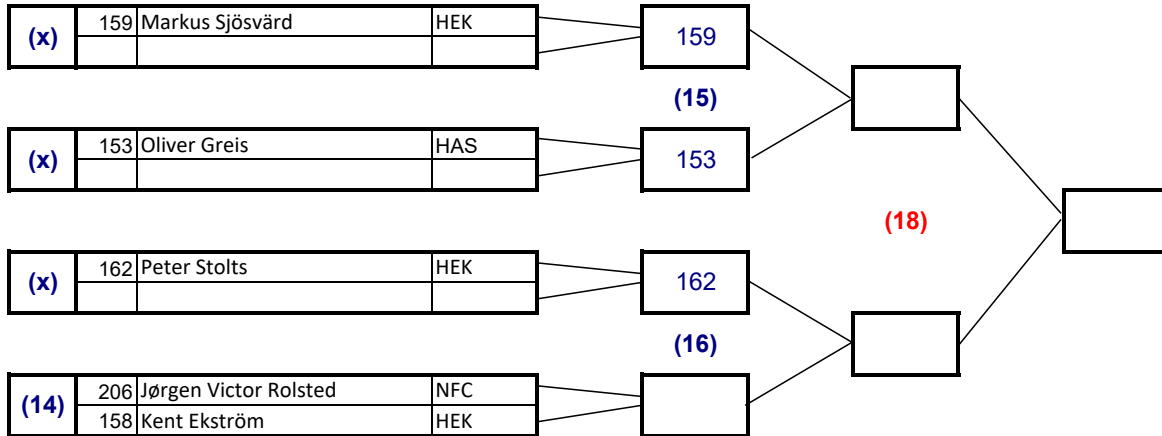 (x) 159 Markus Sjösvärd HEK
159
(15)
(x) 153 Oliver Greis HAS
153
(18)
(x) 162 Peter Stolts HEK
162
(16)
(14) 206 Jørgen Victor Rolsted NFC
158 Kent Ekström HEK